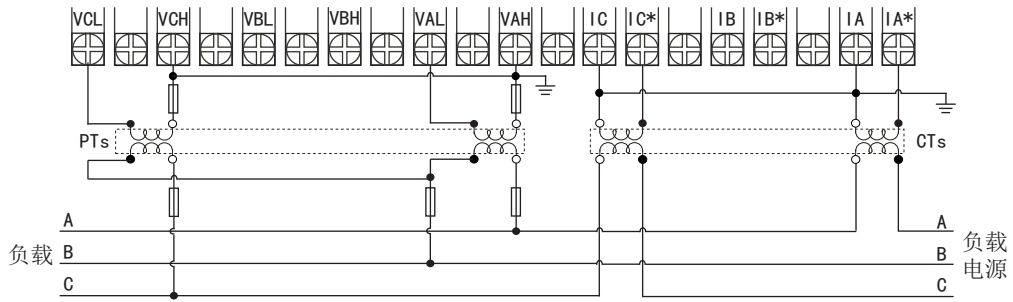 VCL VCH VBL VBH VAL VAH IC IC* IB IB* IA IA*
PTs CTs
A A
负载 B B 负载
电源
C C